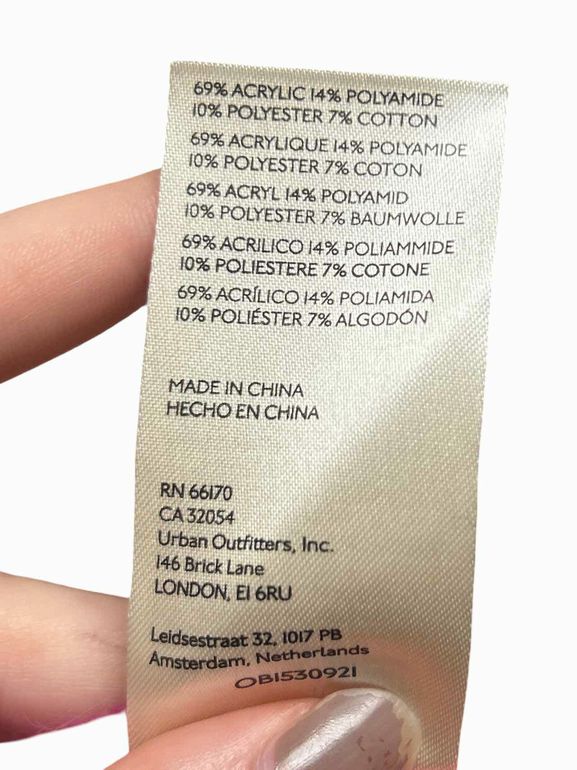 69% ACRYLIC 14% POLYAMIDE
10% POLYESTER 7% COTTON
69% ACRYLIQUE 14% POLYAMIDE
10% POLYESTER 7% COTON
69% ACRYL 14% POLYAMID
10% POLYESTER 7% BAUMWOLLE
69% ACRILICO 14% POLIAMMIDE
10% POLIESTERE 7% COTONE
69% ACRÍLICO 14% POLIAMIDA
10% POLIÉSTER 7% ALGODÓN
MADE IN CHINA
HECHO EN CHINA
RN 66170
CA 32054
Urban Outfitters, Inc.
146 Brick Lane
LONDON, E1 6RU
Leidsestraat 32, 1017 PB
Amsterdam, Netherlands
OB1530921